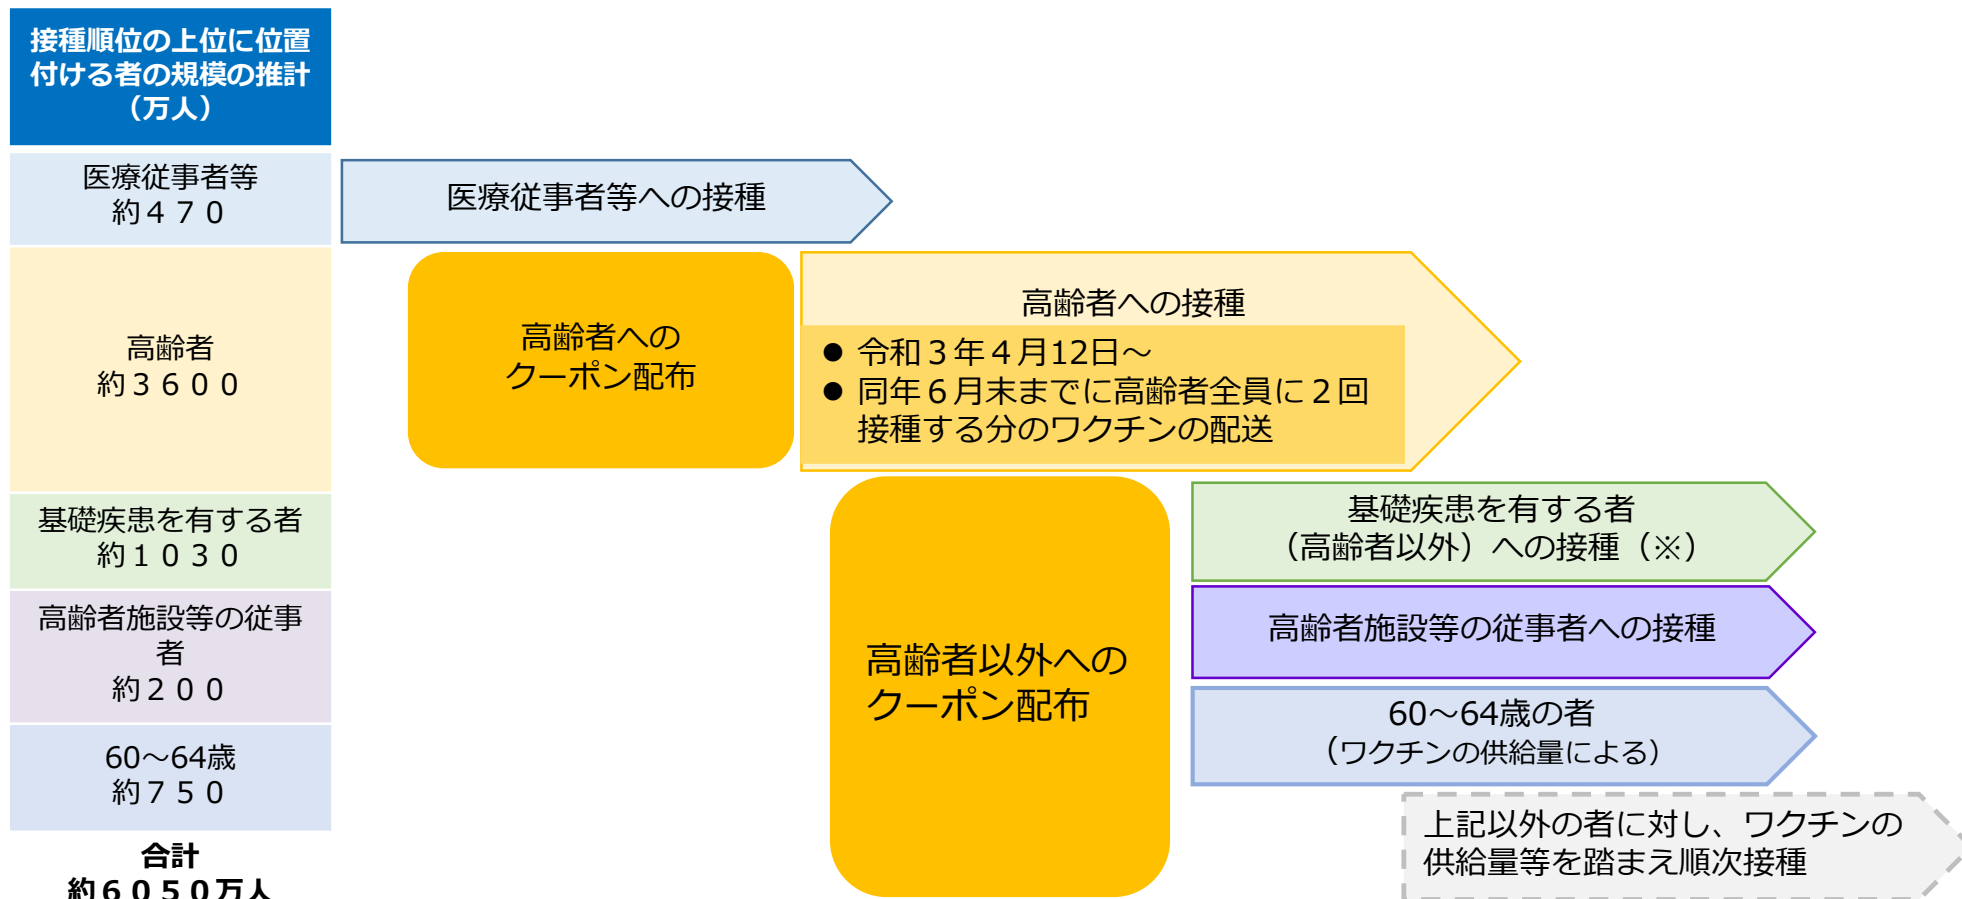 接種順位の上位に位置
付ける者の規模の推計
（万人）
医療従事者等
約４７０
医療従事者等への接種
高齢者
約３６００
高齢者への
クーポン配布
高齢者への接種
● 令和３年４月12日～
● 同年６月末までに高齢者全員に２回
接種する分のワクチンの配送
基礎疾患を有する者
約１０３０
高齢者施設等の従事
者
約２００
60～64歳
約７５０
合計
約６０５０万人
高齢者以外への
クーポン配布
基礎疾患を有する者
（高齢者以外）への接種（※）
高齢者施設等の従事者への接種
60～64歳の者
（ワクチンの供給量による）
上記以外の者に対し、ワクチンの
供給量等を踏まえ順次接種